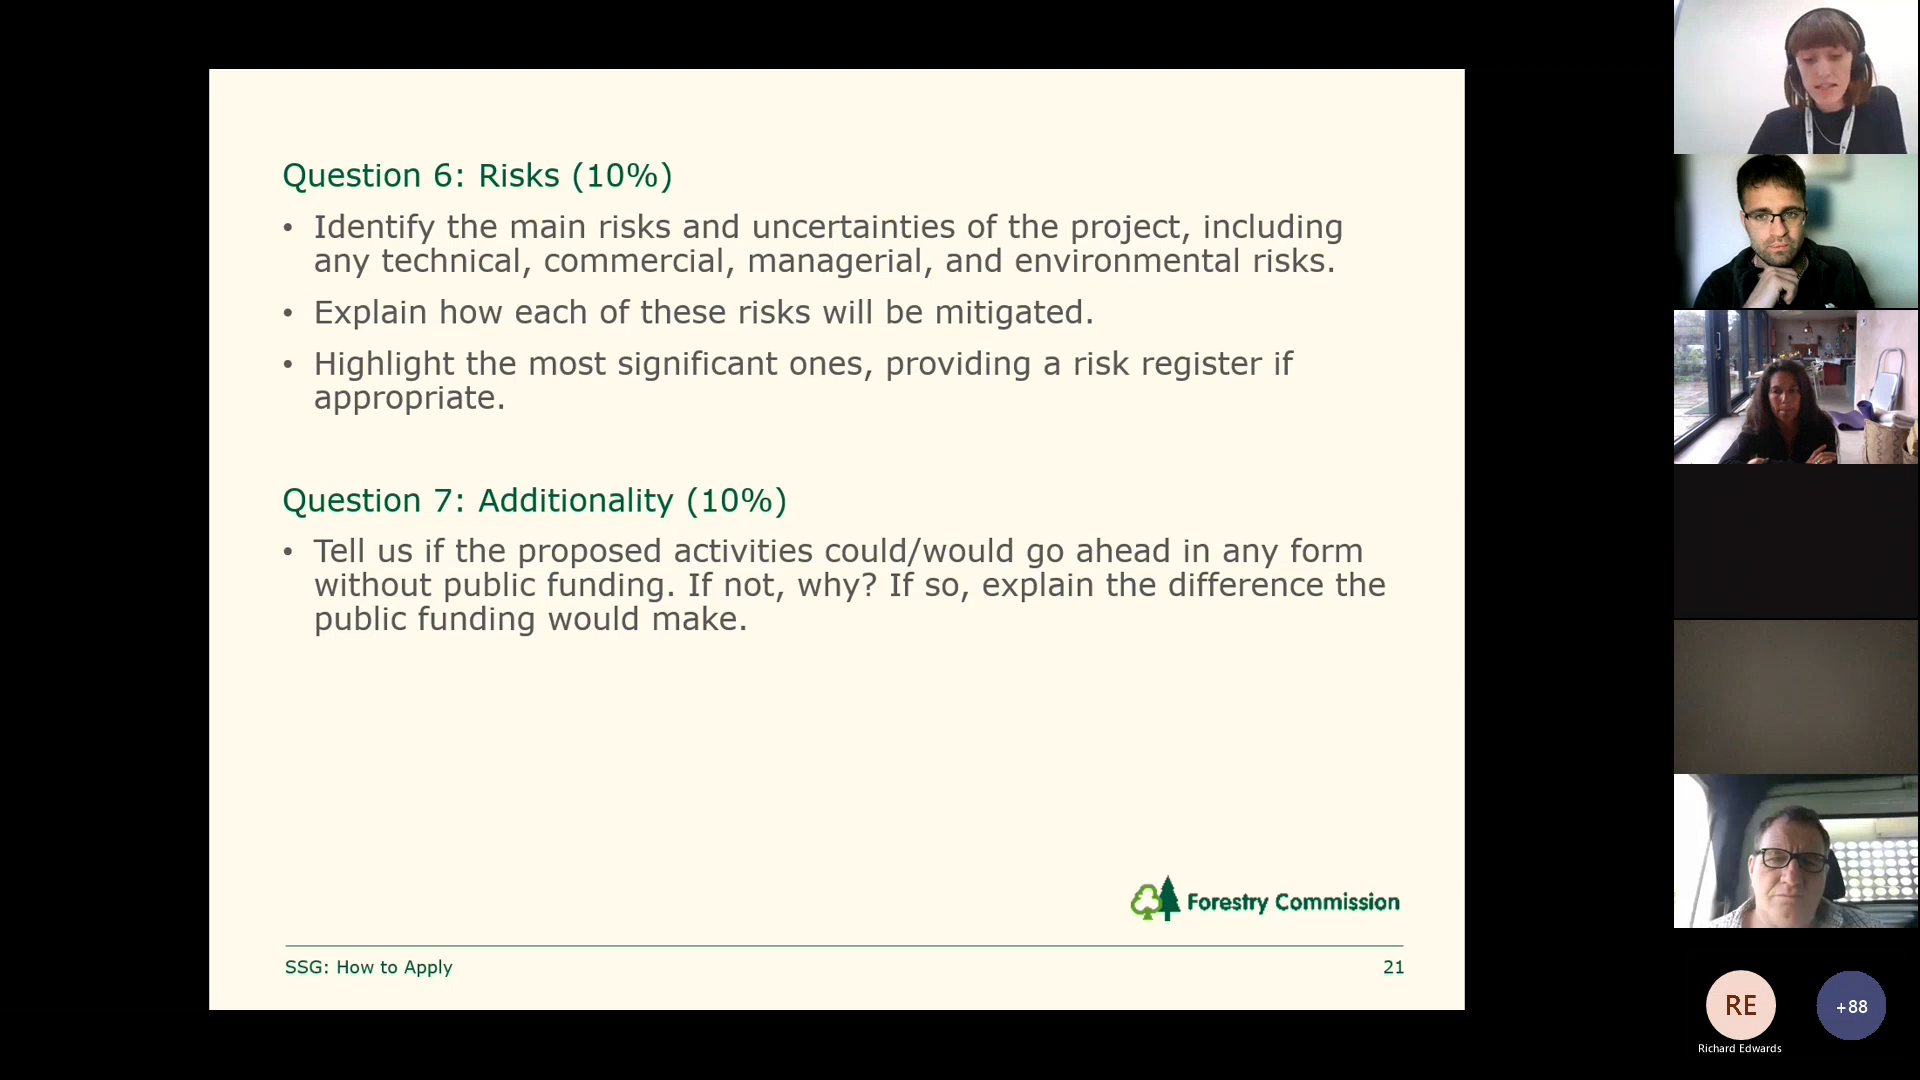 Question 6: Risks (10%)
• Identify the main risks and uncertainties of the project, including
any technical, commercial, managerial, and environmental risks.
• Explain how each of these risks will be mitigated.
• Highlight the most significant ones, providing a risk register if
appropriate.
Question 7: Additionality (10%)
• Tell us if the proposed activities could/would go ahead in any form
without public funding. If not, why? If so, explain the difference the
public funding would make.
Forestry Commission
SSG: How to Apply
21
RE
+88
Richard Edwards